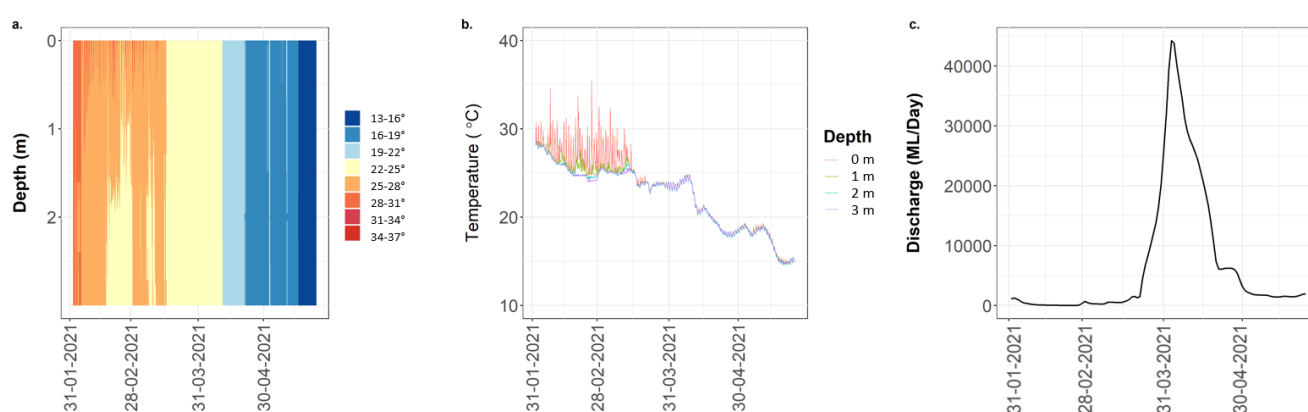 a.
Depth (m)
0
1
2
31-01-2021
28-02-2021
31-03-2021
30-04-2021
13-16°
16-19°
19-22°
22-25°
25-28°
28-31°
31-34°
34-37°
b.
Temperature ( °C)
40
30
20
10
31-01-2021
28-02-2021
31-03-2021
30-04-2021
Depth
0 m
1 m
2 m
3 m
c.
Discharge (ML/Day)
40000
30000
20000
10000
0
31-01-2021
28-02-2021
31-03-2021
30-04-2021